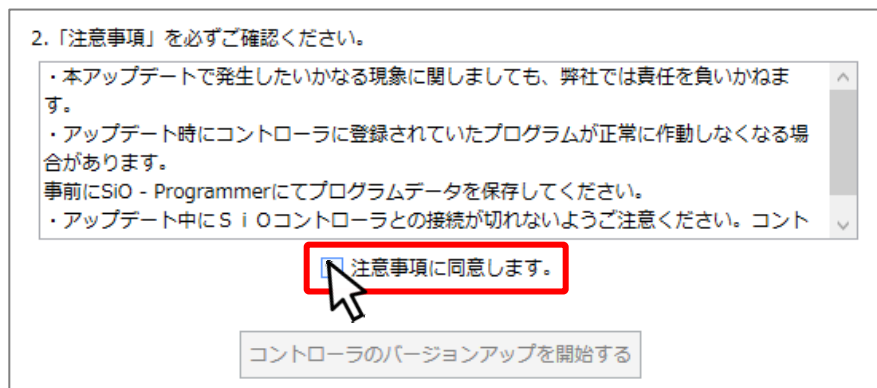 2.「注意事項」を必ずご確認ください。
・本アップデートで発生したいかなる現象に関しましても、弊社では責任を負いかねま
す。
・アップデート時にコントローラに登録されていたプログラムが正常に作動しなくなる場
合があります。
事前にSiO - Programmerにてプログラムデータを保存してください。
・アップデート中にＳｉＯコントローラとの接続が切れないようご注意ください。コント
注意事項に同意します。
コントローラのバージョンアップを開始する